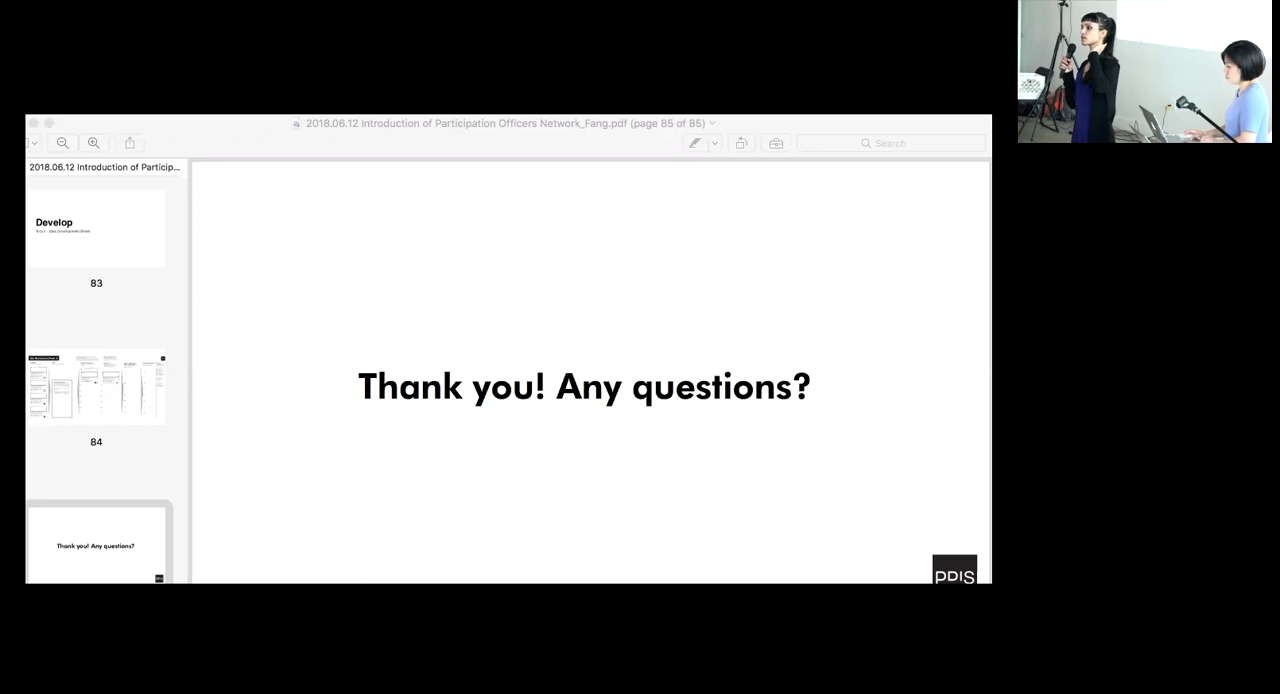 2018.06.12 Introduction of Participation Officers Network_Fang.pdf (page 85 of 85)
Search
2018.06.12 Introduction of Particip...
Develop
83
84
Thank you! Any questions?
Thank you! Any questions?
PDIS